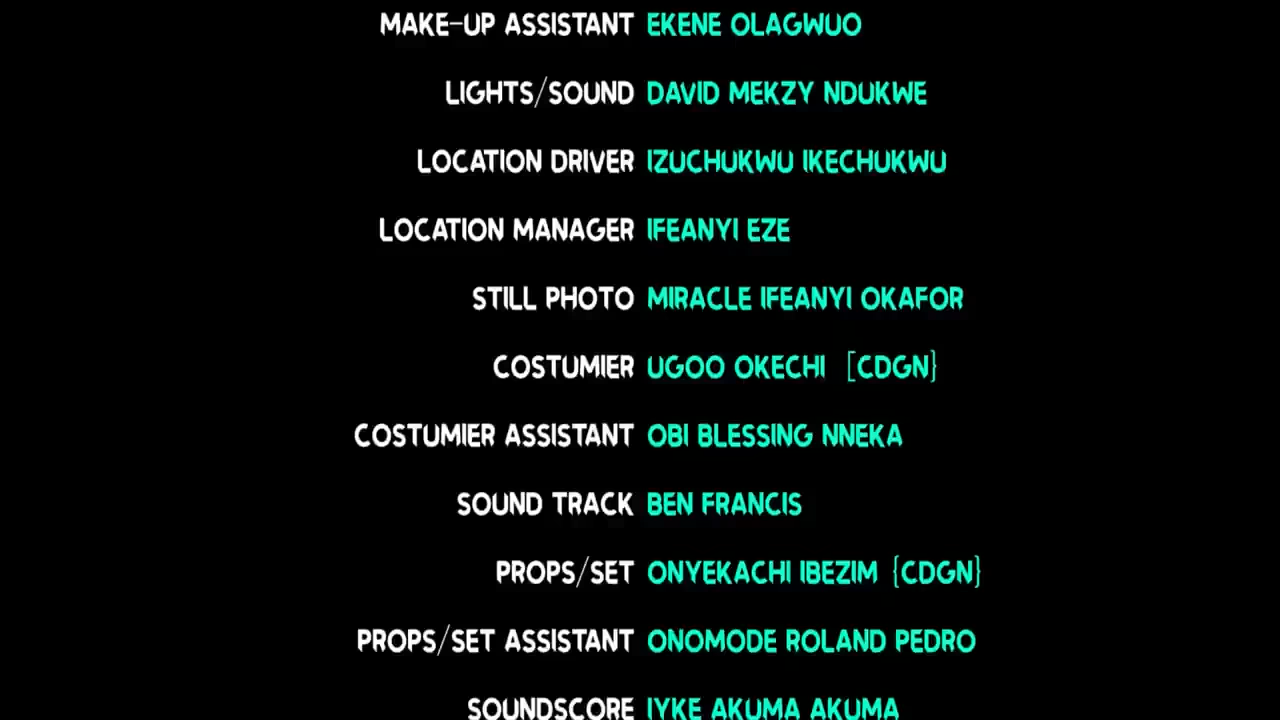 MAKE-UP ASSISTANT EKENE OLAGWUO
LIGHTS/SOUND DAVID MEKZY NDUKWE
LOCATION DRIVER IZUCHUKWU IKECHUKWU
LOCATION MANAGER IFEANYI EZE
STILL PHOTO MIRACLE IFEANYI OKAFOR
COSTUMIER UGOO OKECHI [CDGN}
COSTUMIER ASSISTANT OBI BLESSING NNEKA
SOUND TRACK BEN FRANCIS
PROPS/SET ONYEKACHI IBEZIM {CDGN}
PROPS/SET ASSISTANT ONOMODE ROLAND PEDRO
SOUNDSCORE IYKE AKUMA AKUMA